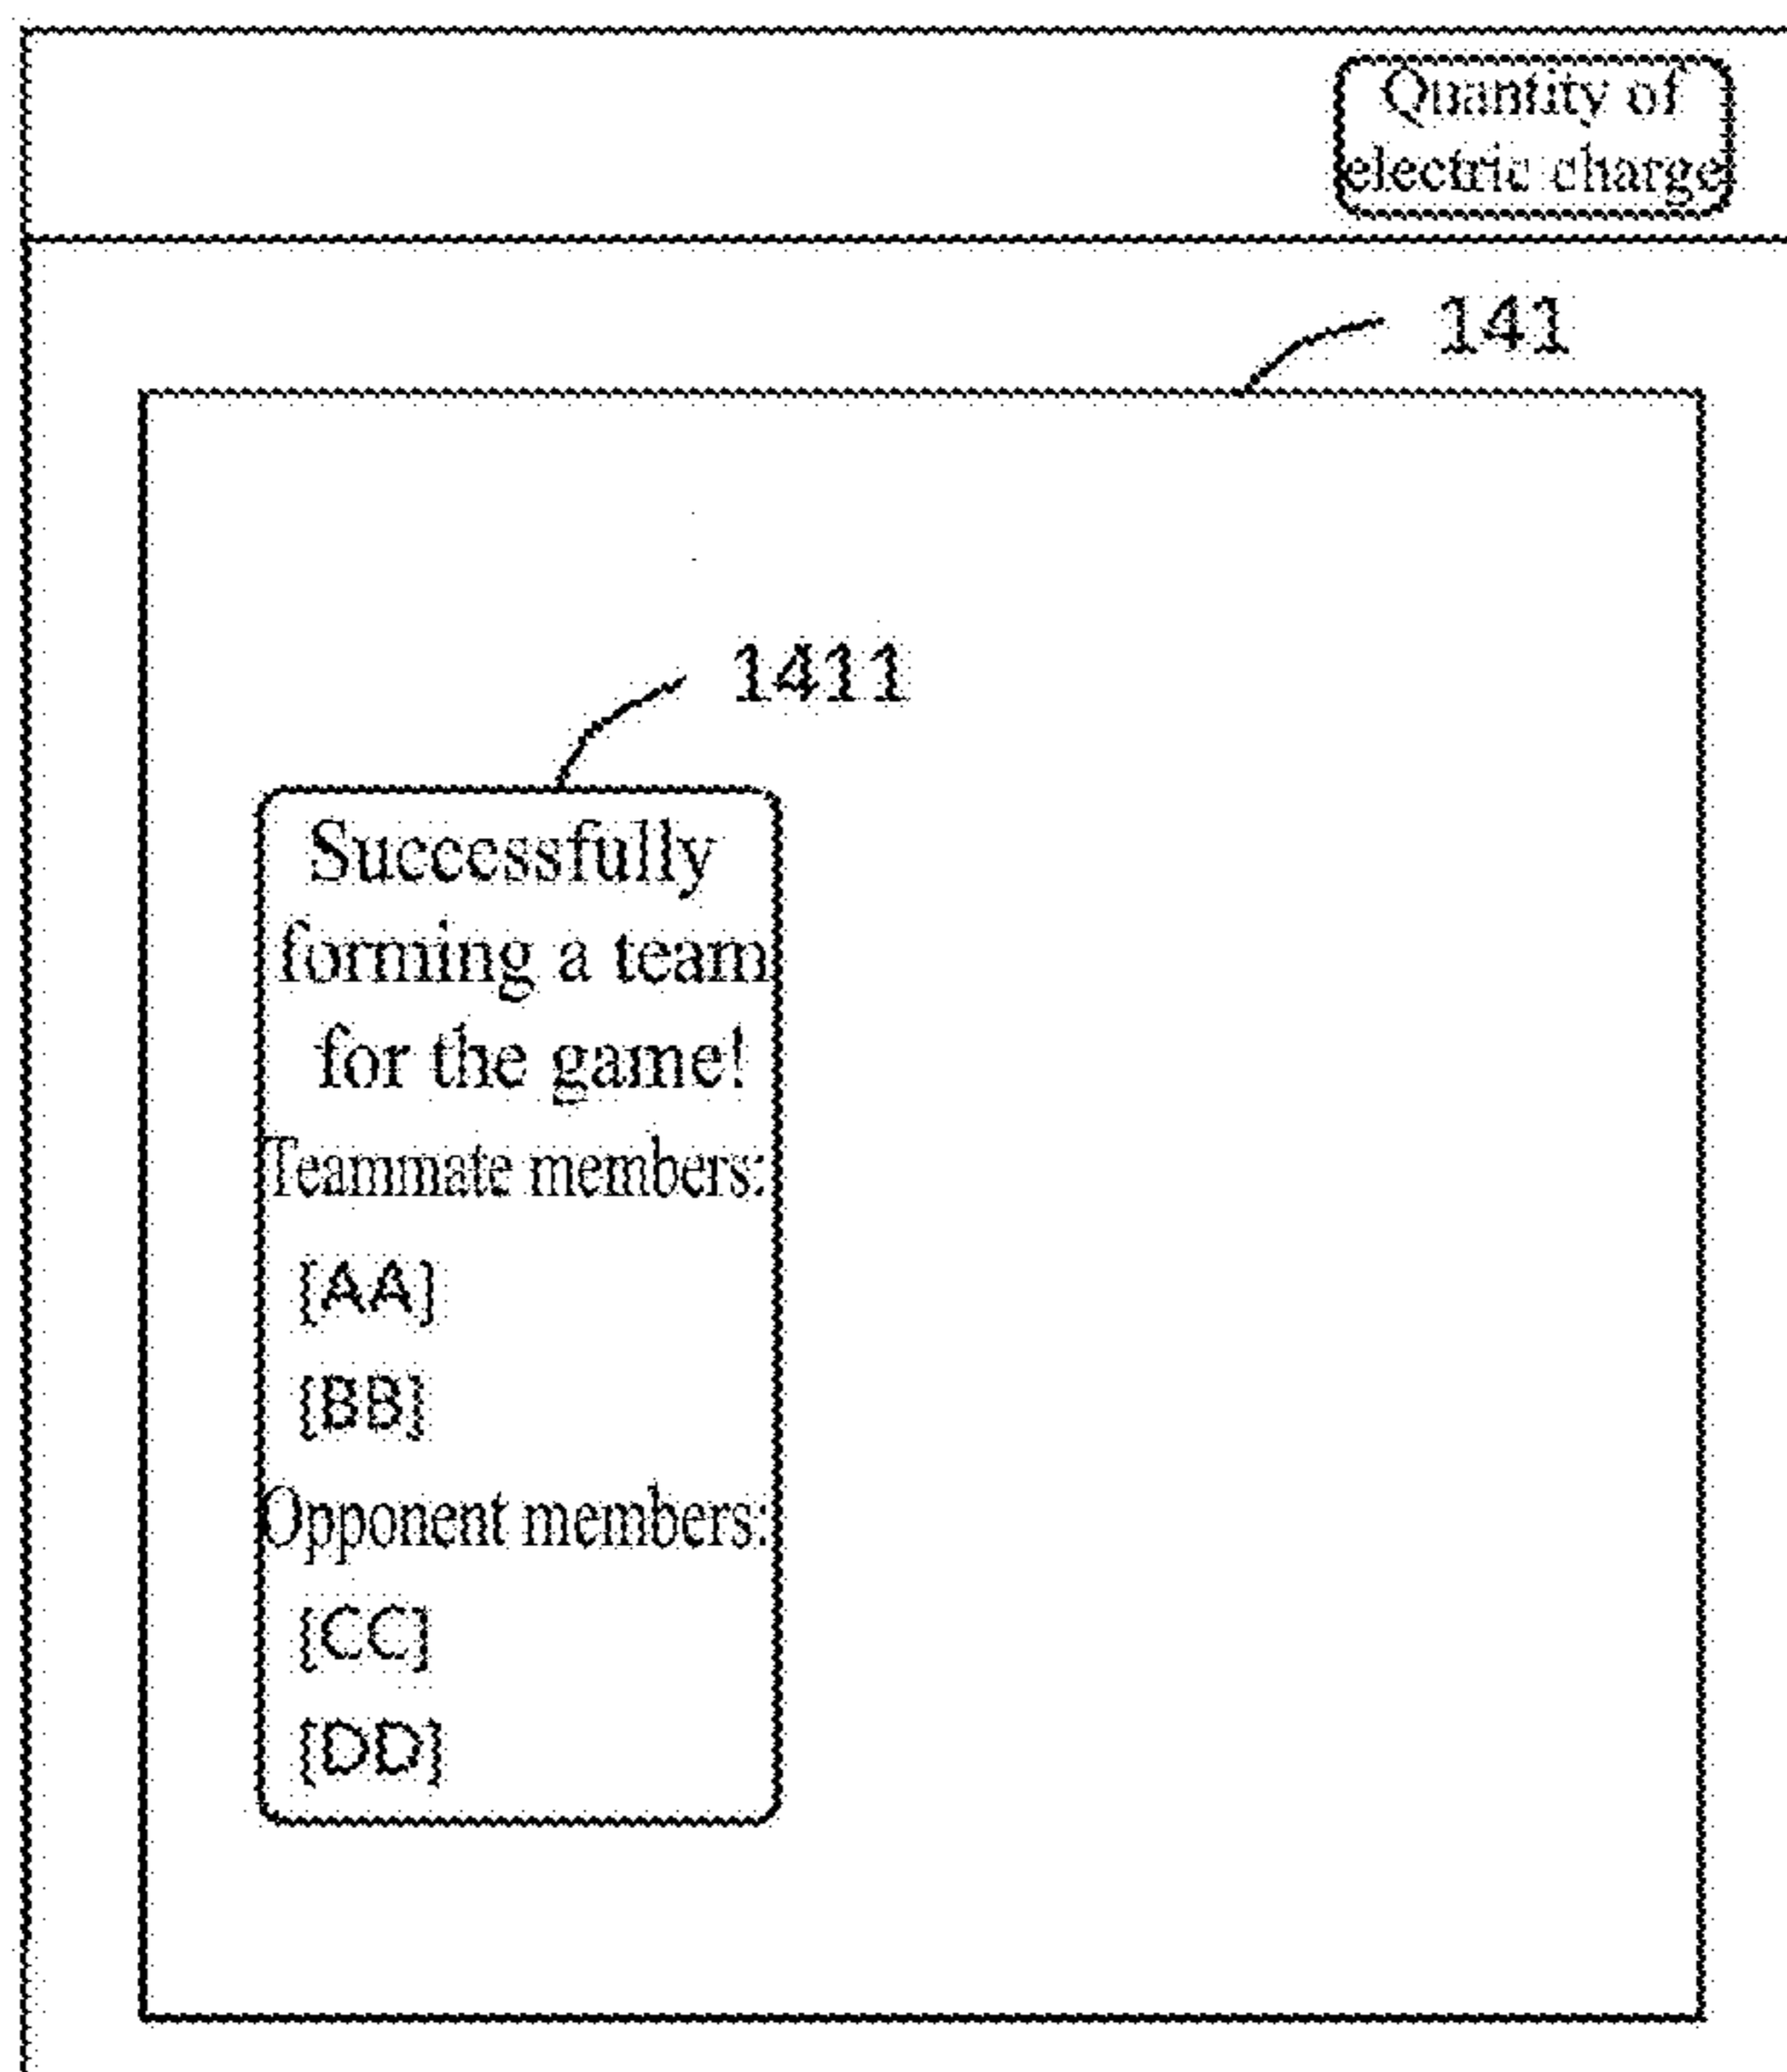 Quantity of
electric charge
141
1411
Successfully
forming a team
for the game!
Teammate members:
[AA]
[BB]
Opponent members:
[CC]
[DD]